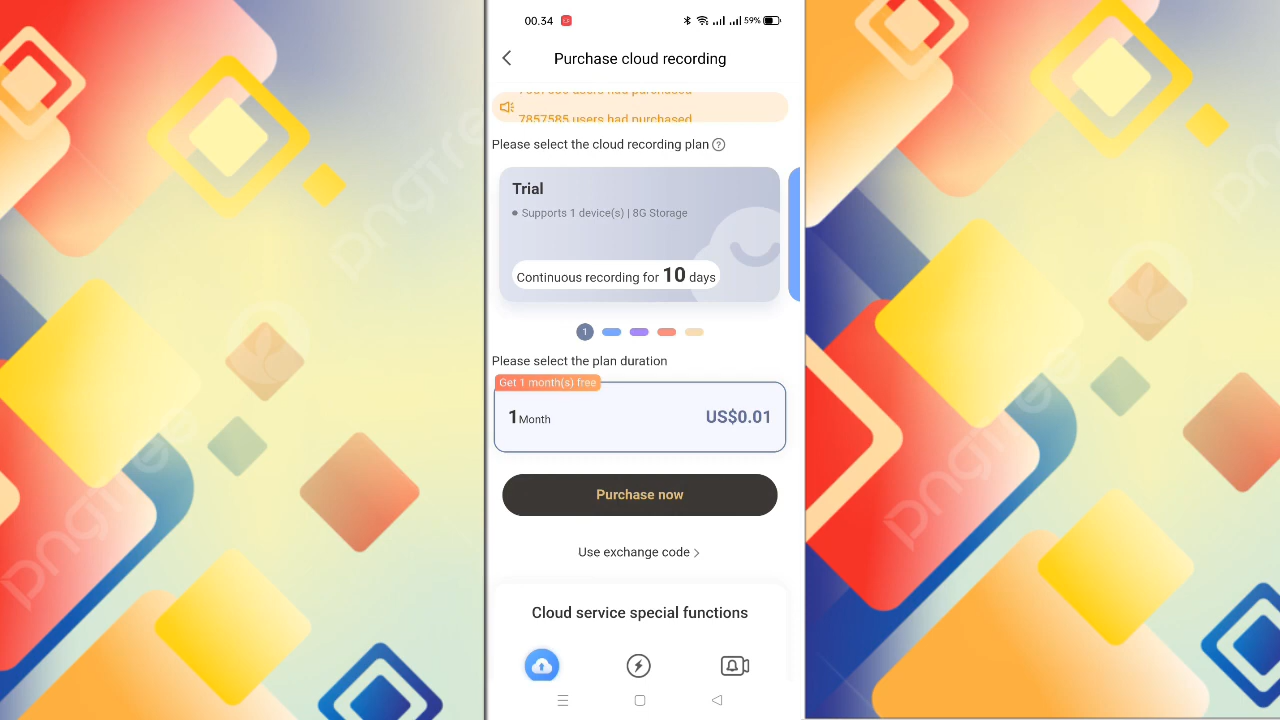 00.34
59%
Purchase cloud recording
7857585 users had purchased
Please select the cloud recording plan ?
Trial
• Supports 1 device(s) | 8G Storage
Continuous recording for 10 days
1
Please select the plan duration
Get 1 month(s) free
1 Month
US$0.01
Purchase now
Use exchange code >
Cloud service special functions
pngtree
pngtree